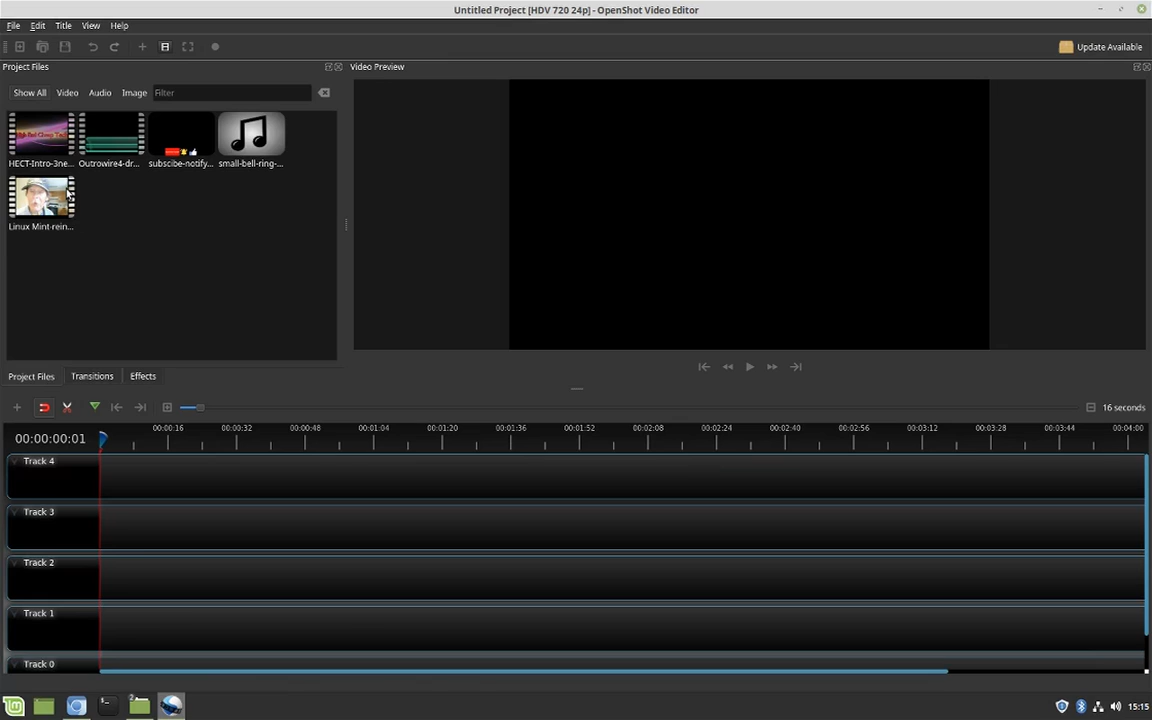 Untitled Project [HDV 720 24p] - OpenShot Video Editor
File Edit Title View Help
Update Available
Project Files
Video Preview
Show All Video Audio Image Filter
HECT-Intro-3ne... Outrowire4-dr... subscibe-notify... small-bell-ring-...
Linux Mint-rein...
Project Files Transitions Effects
16 seconds
00:00:00:01
00:00:16 00:00:32 00:00:48 00:01:04 00:01:20 00:01:36 00:01:52 00:02:08 00:02:24 00:02:40 00:02:56 00:03:12 00:03:28 00:03:44 00:04:00
Track 4
Track 3
Track 2
Track 1
Track 0
15:15